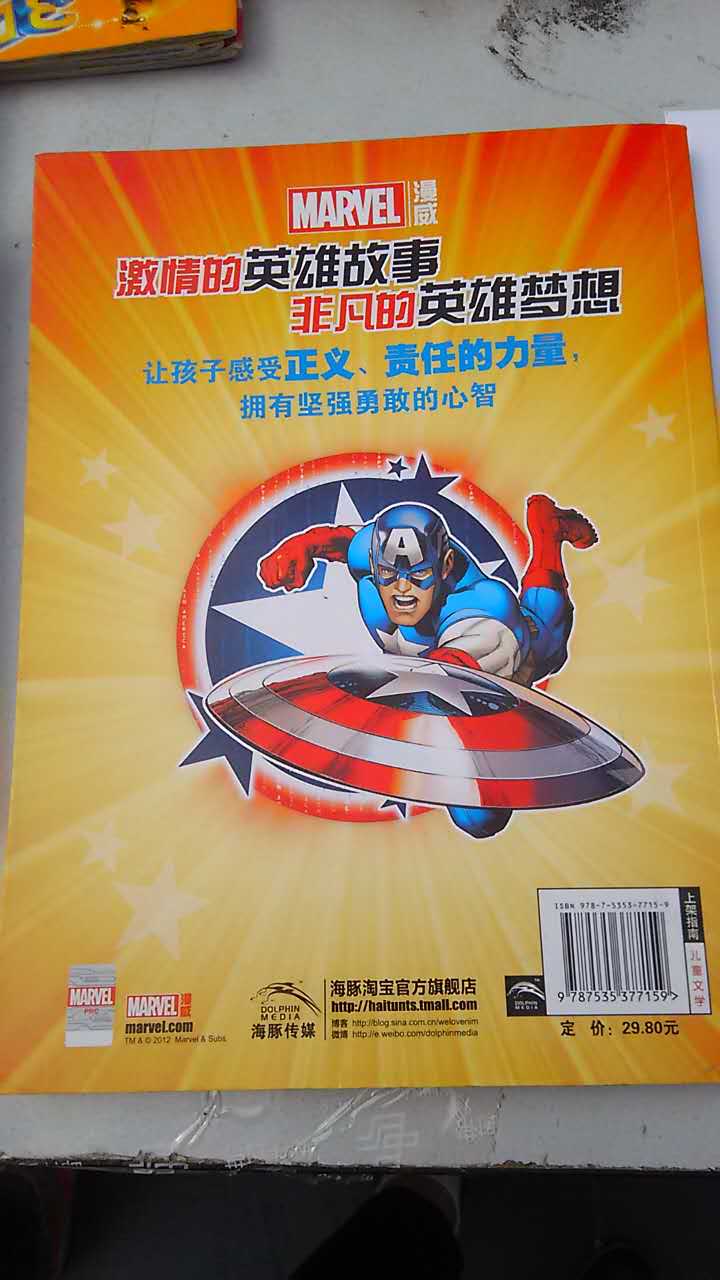 3D
MARVEL 漫威
激情的英雄故事
非凡的英雄梦想
让孩子感受正义、责任的力量，
拥有坚强勇敢的心智
A
ISBN 978-7-5353-7715-9
9 787535 377159 >
上架指南 儿童文学
定 价：29.80元
MARVEL
PRC
MARVEL 漫威
marvel.com
TM & © 2012 Marvel & Subs.
DOLPHIN
MEDIA
海豚传媒
海豚淘宝官方旗舰店
http://haitunts.tmall.com
博客 http://blog.sina.com.cn/welovenim
微博 http://e.weibo.com/dolphinmedia
DOLPHIN
MEDIA